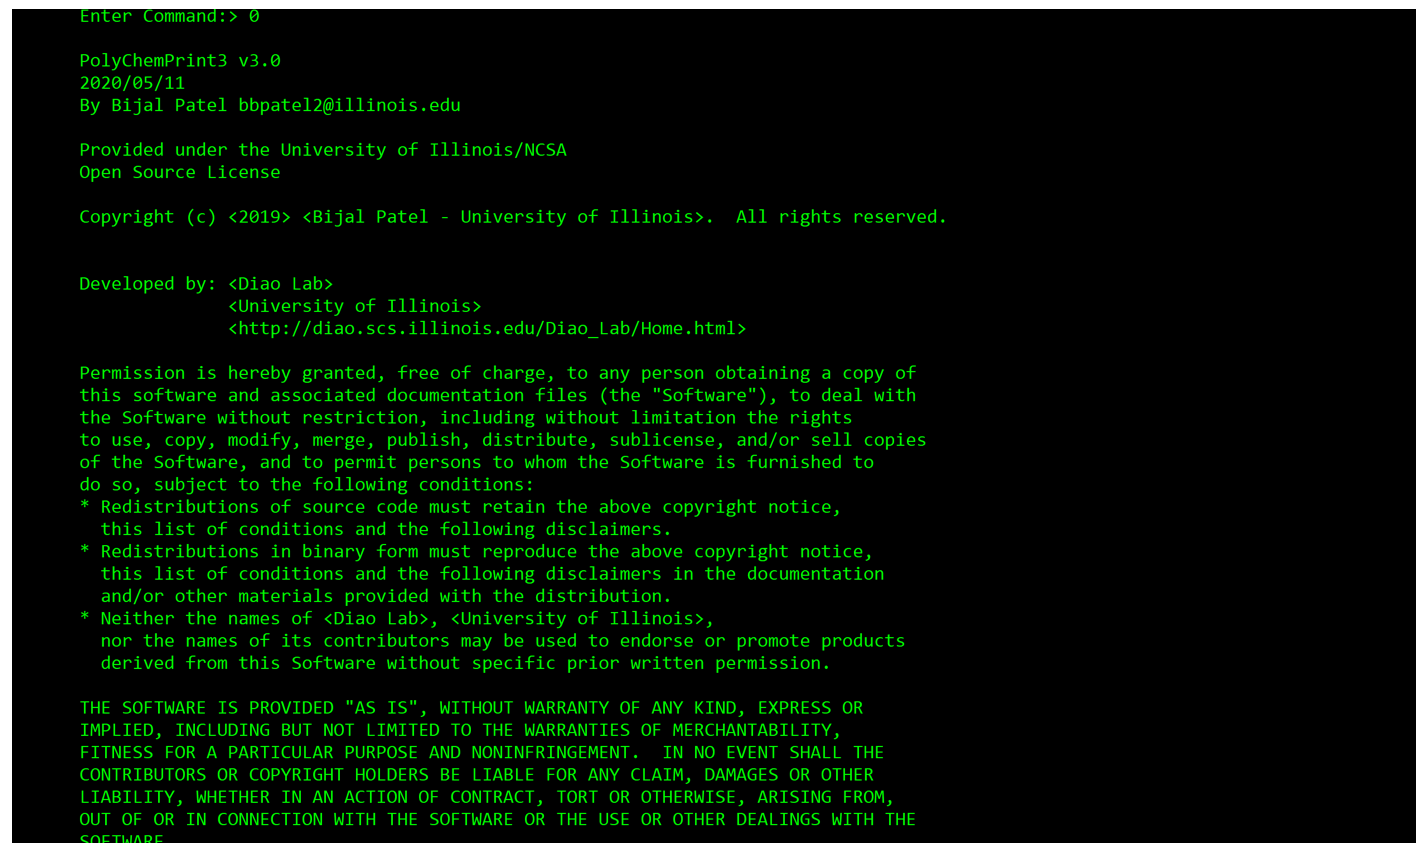 Enter Command:> 0
PolyChemPrint3 v3.0
2020/05/11
By Bijal Patel bbpatel2@illinois.edu
Provided under the University of Illinois/NCSA
Open Source License
Copyright (c) <2019> <Bijal Patel - University of Illinois>.  All rights reserved.
Developed by: <Diao Lab>
<University of Illinois>
<http://diao.scs.illinois.edu/Diao_Lab/Home.html>
Permission is hereby granted, free of charge, to any person obtaining a copy of
this software and associated documentation files (the "Software"), to deal with
the Software without restriction, including without limitation the rights
to use, copy, modify, merge, publish, distribute, sublicense, and/or sell copies
of the Software, and to permit persons to whom the Software is furnished to
do so, subject to the following conditions:
* Redistributions of source code must retain the above copyright notice,
this list of conditions and the following disclaimers.
* Redistributions in binary form must reproduce the above copyright notice,
this list of conditions and the following disclaimers in the documentation
and/or other materials provided with the distribution.
* Neither the names of <Diao Lab>, <University of Illinois>,
nor the names of its contributors may be used to endorse or promote products
derived from this Software without specific prior written permission.
THE SOFTWARE IS PROVIDED "AS IS", WITHOUT WARRANTY OF ANY KIND, EXPRESS OR
IMPLIED, INCLUDING BUT NOT LIMITED TO THE WARRANTIES OF MERCHANTABILITY,
FITNESS FOR A PARTICULAR PURPOSE AND NONINFRINGEMENT.  IN NO EVENT SHALL THE
CONTRIBUTORS OR COPYRIGHT HOLDERS BE LIABLE FOR ANY CLAIM, DAMAGES OR OTHER
LIABILITY, WHETHER IN AN ACTION OF CONTRACT, TORT OR OTHERWISE, ARISING FROM,
OUT OF OR IN CONNECTION WITH THE SOFTWARE OR THE USE OR OTHER DEALINGS WITH THE
SOFTWARE